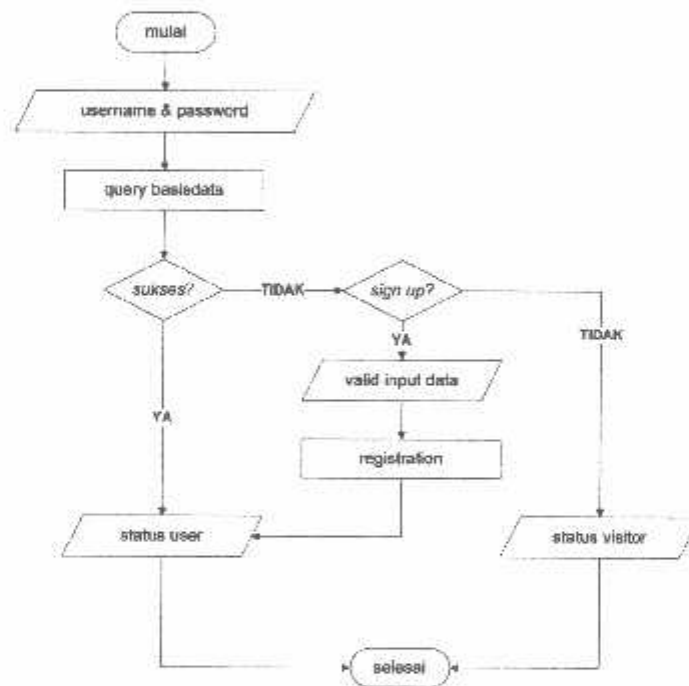 mulai
username & password
query basisdata
sukses?
TIDAK
sign up?
YA
TIDAK
valid input data
YA
registration
status user
status visitor
selesai